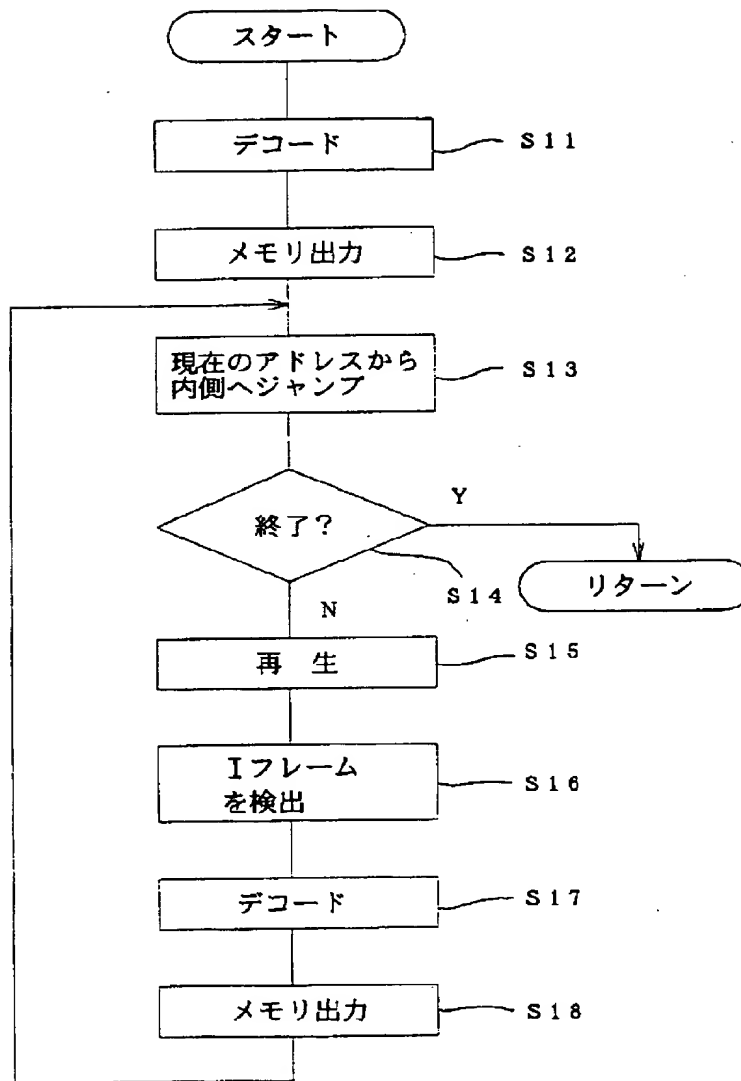 スタート
デコード
S11
メモリ出力
S12
現在のアドレスから
内側へジャンプ
S13
終了?
Y
S14
リターン
N
再 生
S15
Iフレーム
を検出
S16
デコード
S17
メモリ出力
S18